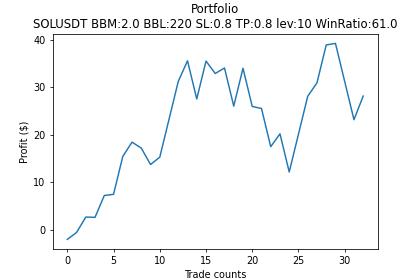 Portfolio
SOLUSDT BBM:2.0 BBL:220 SL:0.8 TP:0.8 lev:10 WinRatio:61.0
40
30
20
10
0
Profit ($)
0 5 10 15 20 25 30
Trade counts